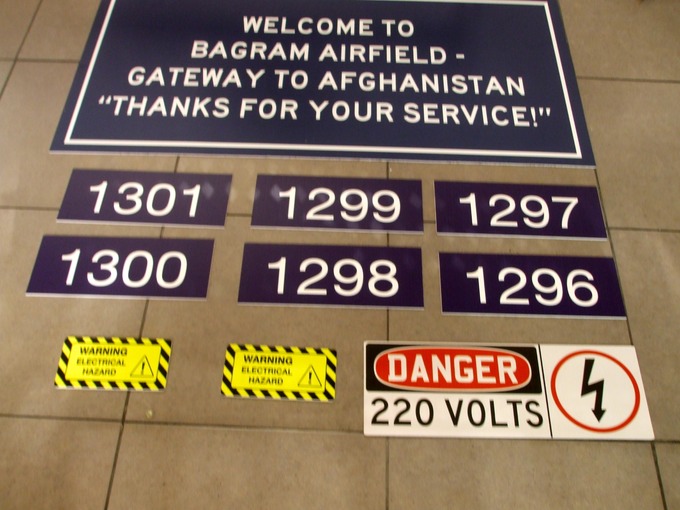 WELCOME TO
BAGRAM AIRFIELD -
GATEWAY TO AFGHANISTAN
"THANKS FOR YOUR SERVICE!"
1301 1299 1297
1300 1298 1296
WARNING
ELECTRICAL
HAZARD
WARNING
ELECTRICAL
HAZARD
DANGER
220 VOLTS